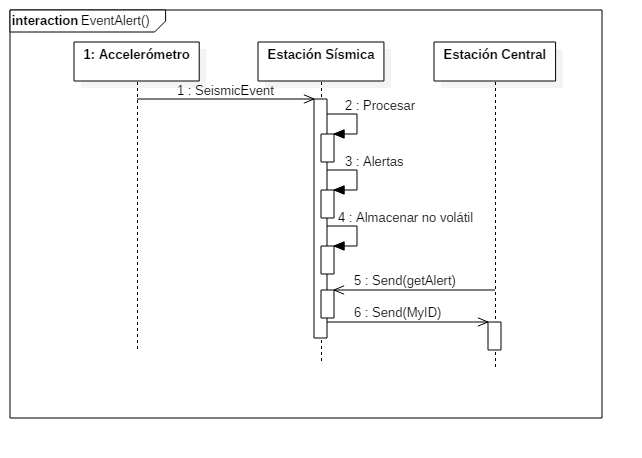 interaction EventAlert()
1: Accelerómetro
Estación Sísmica
Estación Central
1 : SeismicEvent
2 : Procesar
3 : Alertas
4 : Almacenar no volátil
5 : Send(getAlert)
6 : Send(MyID)